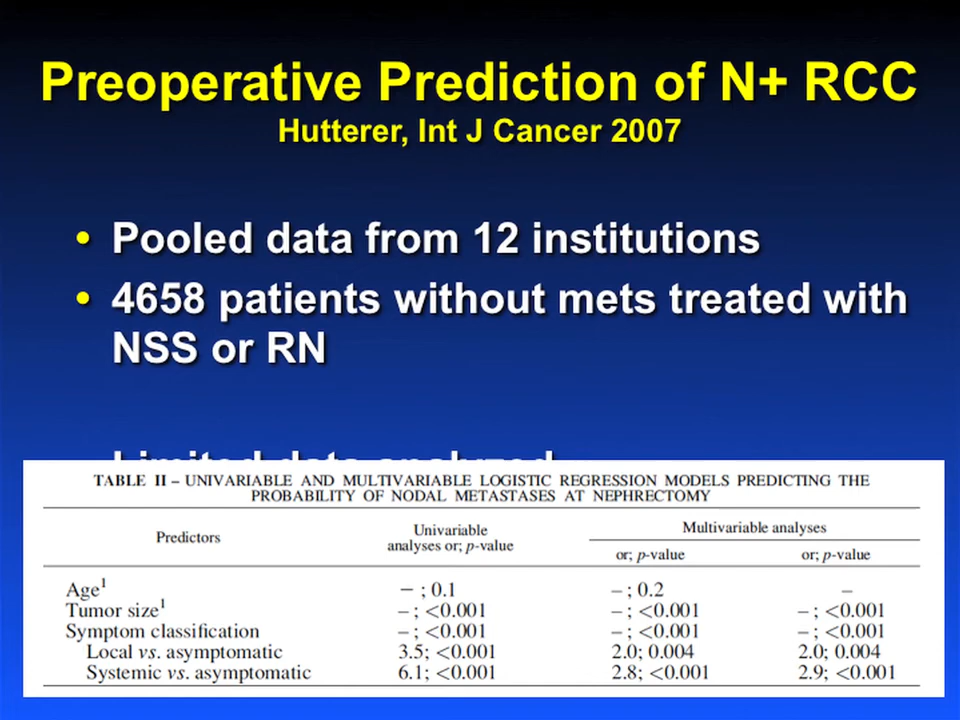 Preoperative Prediction of N+ RCC
Hutterer, Int J Cancer 2007
• Pooled data from 12 institutions
• 4658 patients without mets treated with
NSS or RN
Limited data analyzed
TABLE II – UNIVARIABLE AND MULTIVARIABLE LOGISTIC REGRESSION MODELS PREDICTING THE
PROBABILITY OF NODAL METASTASES AT NEPHRECTOMY
Predictors Univariable analyses or; p-value Multivariable analyses
or; p-value or; p-value
Age1 – ; 0.1 –; 0.2 –
Tumor size1 –; <0.001 –; <0.001 –; <0.001
Symptom classification –; <0.001 –; <0.001 –; <0.001
Local vs. asymptomatic 3.5; <0.001 2.0; 0.004 2.0; 0.004
Systemic vs. asymptomatic 6.1; <0.001 2.8; <0.001 2.9; <0.001